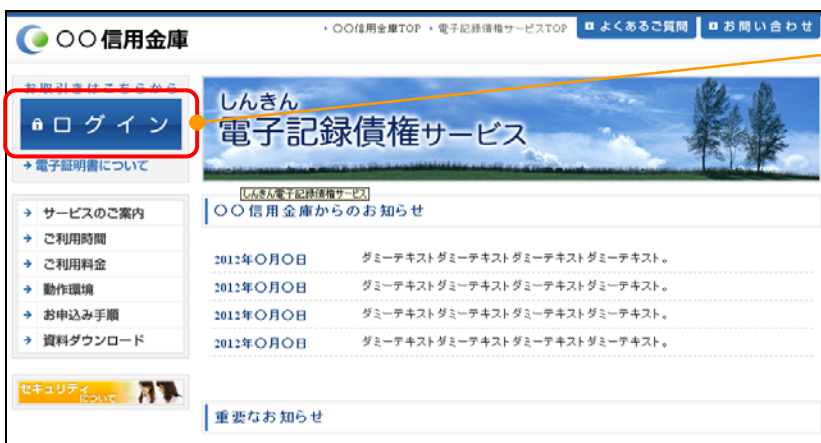 〇〇信用金庫
・〇〇信用金庫TOP ・電子記録債権サービスTOP
よくあるご質問
お問い合わせ
お取引きはこちらから
ログイン
電子証明書について
しんきん
電子記録債権サービス
しんきん電子記録債権サービス
サービスのご案内
ご利用時間
ご利用料金
動作環境
お申込み手順
資料ダウンロード
セキュリティ
について
〇〇信用金庫からのお知らせ
2012年〇月〇日 ダミーテキストダミーテキストダミーテキストダミーテキスト。
2012年〇月〇日 ダミーテキストダミーテキストダミーテキストダミーテキスト。
2012年〇月〇日 ダミーテキストダミーテキストダミーテキストダミーテキスト。
2012年〇月〇日 ダミーテキストダミーテキストダミーテキストダミーテキスト。
重要なお知らせ